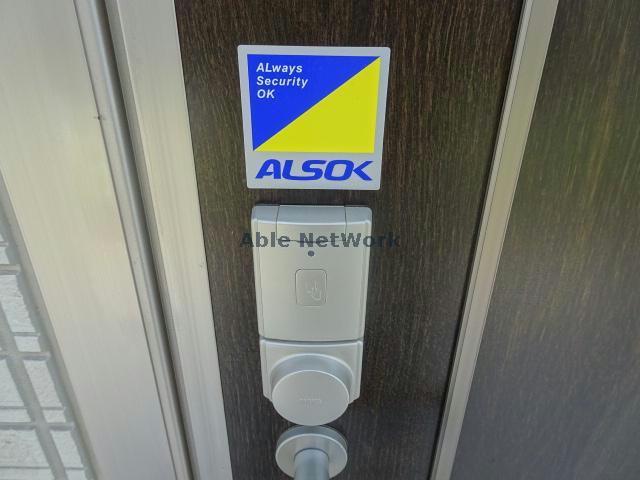 ALways
Security
OK
ALSOK
Able NetWork